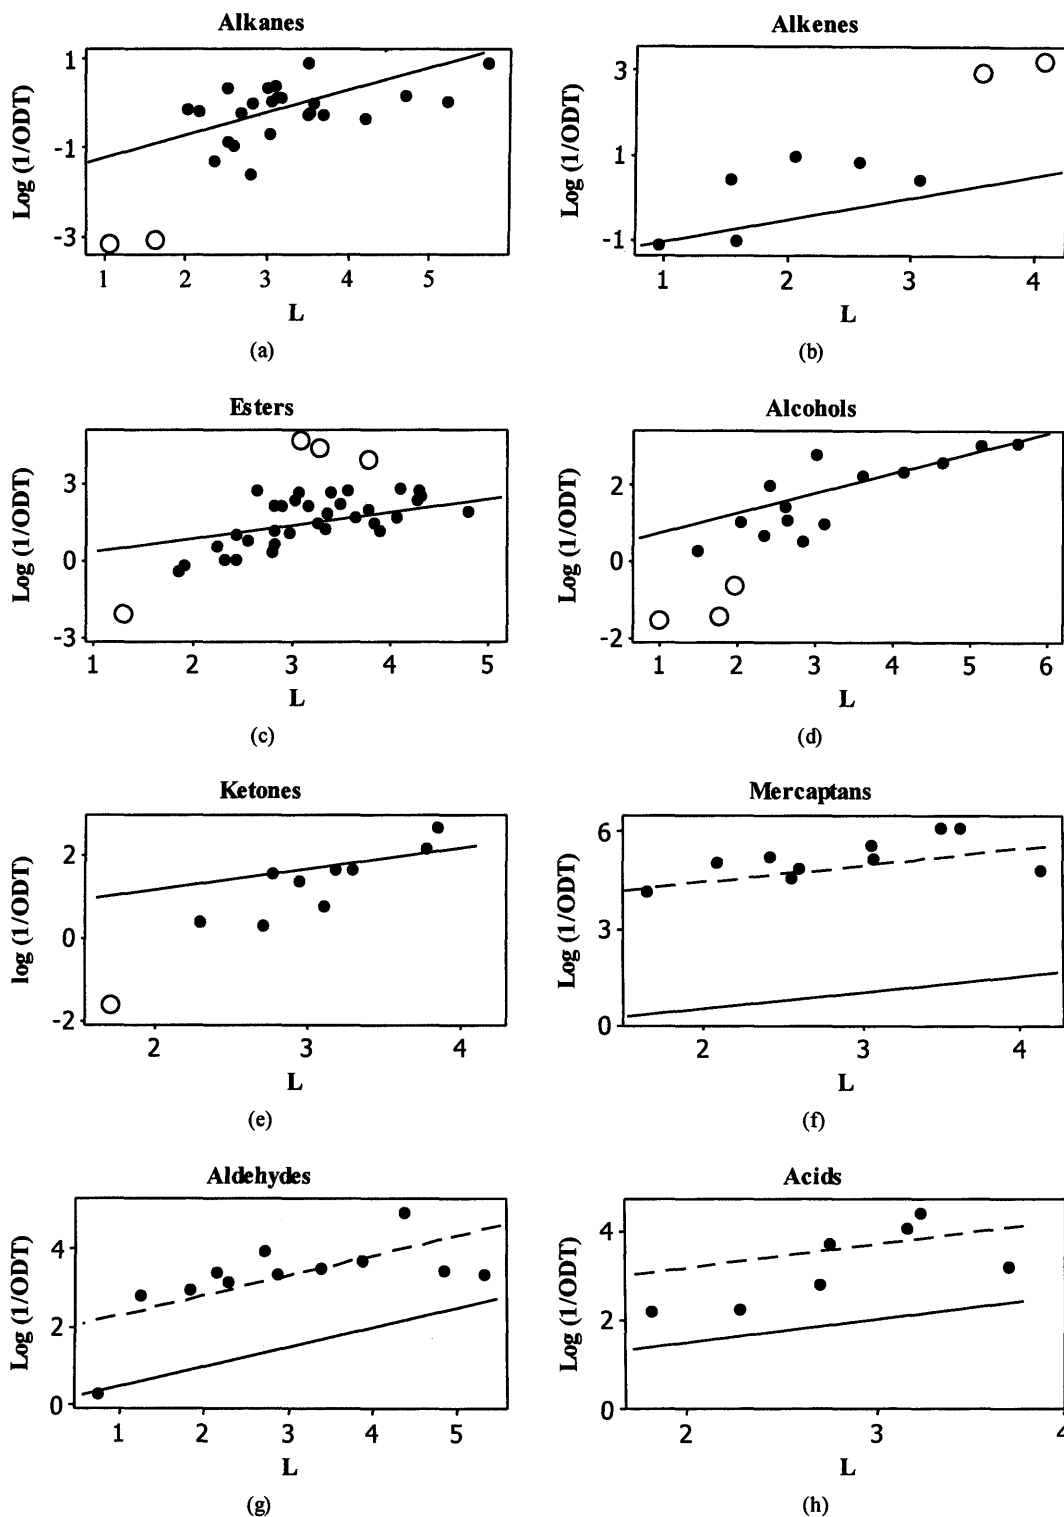 Alkanes
Log (1/ODT)
1
-1
-3
1 2 3 4 5
L
(a)
Alkenes
Log (1/ODT)
3
1
-1
1 2 3 4
L
(b)
Esters
Log (1/ODT)
3
0
-3
1 2 3 4 5
L
(c)
Alcohols
Log (1/ODT)
2
0
-2
1 2 3 4 5 6
L
(d)
Ketones
log (1/ODT)
2
0
-2
2 3 4
L
(e)
Mercaptans
Log (1/ODT)
6
3
0
2 3 4
L
(f)
Aldehydes
Log (1/ODT)
4
2
0
1 2 3 4 5
L
(g)
Acids
Log (1/ODT)
4
2
0
2 3 4
L
(h)